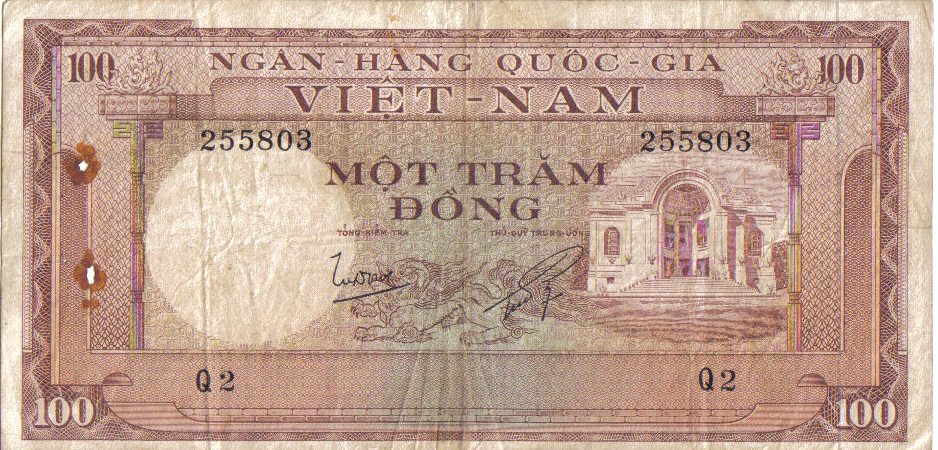 100 NGÂN-HÀNG QUỐC-GIA 100
VIỆT-NAM
255803 255803
MỘT TRĂM
ĐỒNG
TỔNG-KIỂM-TRA THỦ-QUỸ TRUNG-ƯƠNG
Q2 Q2
100 100